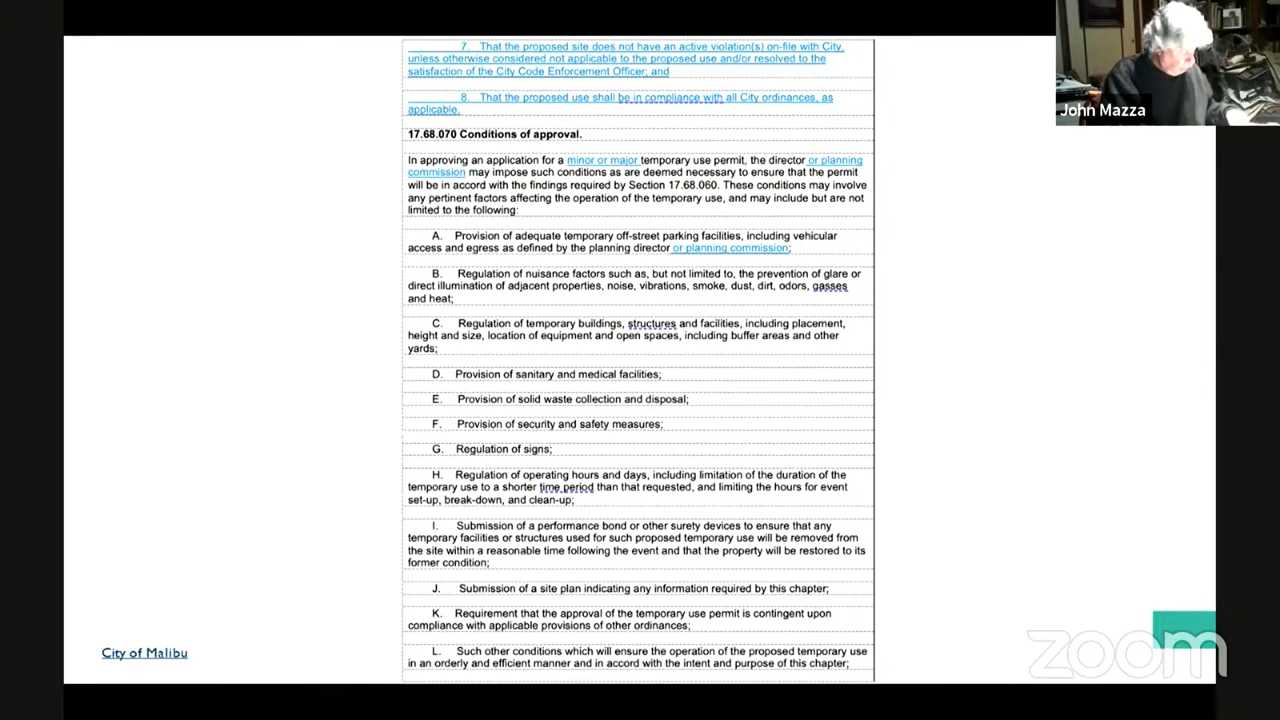 7. That the proposed site does not have an active violation(s) on-file with City,
unless otherwise considered not applicable to the proposed use and/or resolved to the
satisfaction of the City Code Enforcement Officer; and
8. That the proposed use shall be in compliance with all City ordinances, as
applicable.
17.68.070 Conditions of approval.
In approving an application for a minor or major temporary use permit, the director or planning
commission may impose such conditions as are deemed necessary to ensure that the permit
will be in accord with the findings required by Section 17.68.060. These conditions may involve
any pertinent factors affecting the operation of the temporary use, and may include but are not
limited to the following:
A. Provision of adequate temporary off-street parking facilities, including vehicular
access and egress as defined by the planning director or planning commission;
B. Regulation of nuisance factors such as, but not limited to, the prevention of glare or
direct illumination of adjacent properties, noise, vibrations, smoke, dust, dirt, odors, gasses
and heat;
C. Regulation of temporary buildings, structures and facilities, including placement,
height and size, location of equipment and open spaces, including buffer areas and other
yards;
D. Provision of sanitary and medical facilities;
E. Provision of solid waste collection and disposal;
F. Provision of security and safety measures;
G. Regulation of signs;
H. Regulation of operating hours and days, including limitation of the duration of the
temporary use to a shorter time period than that requested, and limiting the hours for event
set-up, break-down, and clean-up;
I. Submission of a performance bond or other surety devices to ensure that any
temporary facilities or structures used for such proposed temporary use will be removed from
the site within a reasonable time following the event and that the property will be restored to its
former condition;
J. Submission of a site plan indicating any information required by this chapter;
K. Requirement that the approval of the temporary use permit is contingent upon
compliance with applicable provisions of other ordinances;
L. Such other conditions which will ensure the operation of the proposed temporary use
in an orderly and efficient manner and in accord with the intent and purpose of this chapter;
City of Malibu
John Mazza
zoom